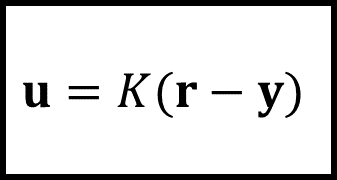 u = K(r − y)